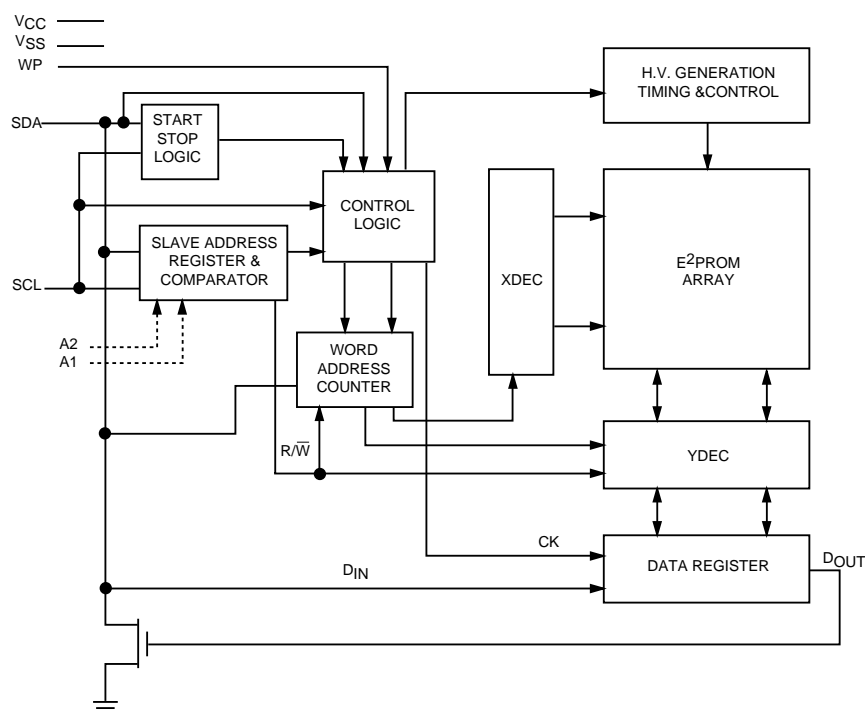 VCC
VSS
WP
H.V. GENERATION
TIMING &CONTROL
SDA
START
STOP
LOGIC
CONTROL
LOGIC
SLAVE ADDRESS
REGISTER &
COMPARATOR
XDEC
E²PROM
ARRAY
SCL
A2
A1
WORD
ADDRESS
COUNTER
R/W̅
YDEC
CK
DIN
DATA REGISTER
DOUT